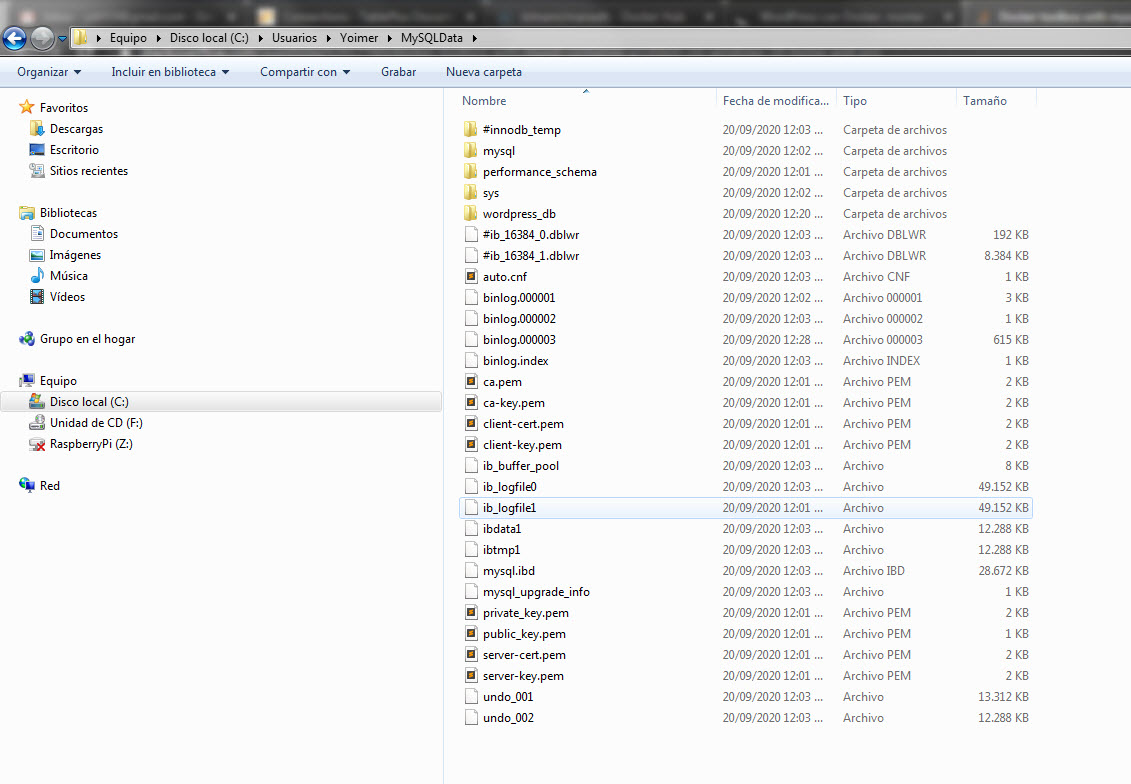 Equipo Disco local (C:) Usuarios Yoimer MySQLData
Organizar Incluir en biblioteca Compartir con Grabar Nueva carpeta
Favoritos
Descargas
Escritorio
Sitios recientes
Bibliotecas
Documentos
Imágenes
Música
Vídeos
Grupo en el hogar
Equipo
Disco local (C:)
Unidad de CD (F:)
RaspberryPi (Z:)
Red
Nombre Fecha de modifica... Tipo Tamaño
#innodb_temp 20/09/2020 12:03 ... Carpeta de archivos
mysql 20/09/2020 12:02 ... Carpeta de archivos
performance_schema 20/09/2020 12:01 ... Carpeta de archivos
sys 20/09/2020 12:02 ... Carpeta de archivos
wordpress_db 20/09/2020 12:20 ... Carpeta de archivos
#ib_16384_0.dblwr 20/09/2020 12:03 ... Archivo DBLWR 192 KB
#ib_16384_1.dblwr 20/09/2020 12:03 ... Archivo DBLWR 8.384 KB
auto.cnf 20/09/2020 12:01 ... Archivo CNF 1 KB
binlog.000001 20/09/2020 12:02 ... Archivo 000001 3 KB
binlog.000002 20/09/2020 12:03 ... Archivo 000002 1 KB
binlog.000003 20/09/2020 12:28 ... Archivo 000003 615 KB
binlog.index 20/09/2020 12:03 ... Archivo INDEX 1 KB
ca.pem 20/09/2020 12:01 ... Archivo PEM 2 KB
ca-key.pem 20/09/2020 12:01 ... Archivo PEM 2 KB
client-cert.pem 20/09/2020 12:01 ... Archivo PEM 2 KB
client-key.pem 20/09/2020 12:01 ... Archivo PEM 2 KB
ib_buffer_pool 20/09/2020 12:03 ... Archivo 8 KB
ib_logfile0 20/09/2020 12:03 ... Archivo 49.152 KB
ib_logfile1 20/09/2020 12:01 ... Archivo 49.152 KB
ibdata1 20/09/2020 12:03 ... Archivo 12.288 KB
ibtmp1 20/09/2020 12:03 ... Archivo 12.288 KB
mysql.ibd 20/09/2020 12:03 ... Archivo IBD 28.672 KB
mysql_upgrade_info 20/09/2020 12:03 ... Archivo 1 KB
private_key.pem 20/09/2020 12:01 ... Archivo PEM 2 KB
public_key.pem 20/09/2020 12:01 ... Archivo PEM 1 KB
server-cert.pem 20/09/2020 12:01 ... Archivo PEM 2 KB
server-key.pem 20/09/2020 12:01 ... Archivo PEM 2 KB
undo_001 20/09/2020 12:03 ... Archivo 13.312 KB
undo_002 20/09/2020 12:03 ... Archivo 12.288 KB